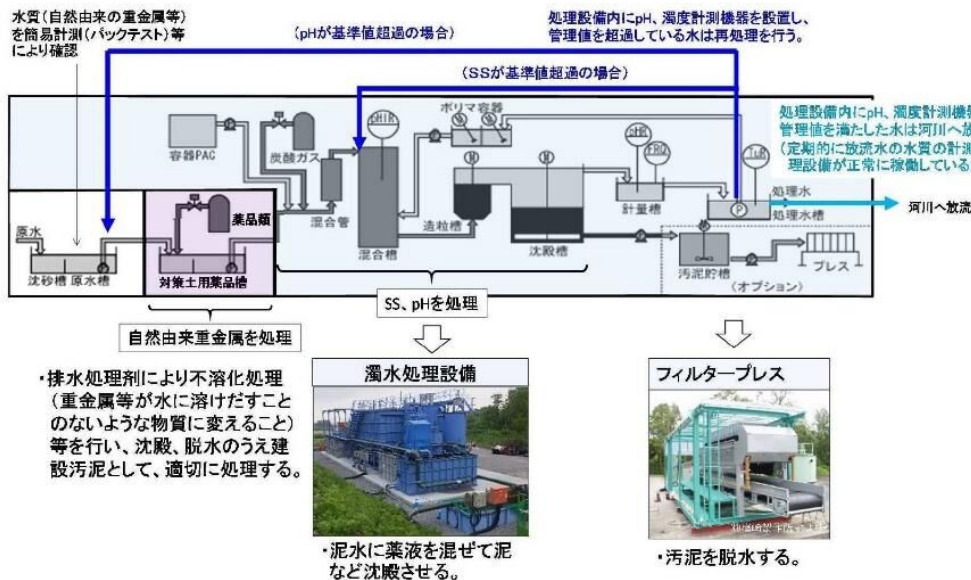 水質(自然由来の重金属等)
を簡易計測(パックテスト)等
により確認
(pHが基準値超過の場合)
処理設備内にpH、濁度計測機器を設置し、
管理値を超過している水は再処理を行う。
(SSが基準値超過の場合)
処理設備内にpH、濁度計測機器
管理値を満たした水は河川へ放
(定期的に放流水の水質の計測
理設備が正常に稼働している
河川へ放流
容器PAC
炭酸ガス
pHIR
ポリマ容器
M
M
pHR
FRQ
TuR
P
混合管
混合槽
造粒槽
沈殿槽
計量槽
処理水
処理水槽
原水
沈砂槽
原水槽
薬品類
対策土用薬品槽
汚泥貯槽
プレス
(オプション)
SS、pHを処理
自然由来重金属を処理
・排水処理剤により不溶化処理
(重金属等が水に溶けだすこと
のないような物質に変えること)
等を行い、沈殿、脱水のうえ建
設汚泥として、適切に処理する。
濁水処理設備
・泥水に薬液を混ぜて泥
など沈殿させる。
フィルタープレス
・汚泥を脱水する。